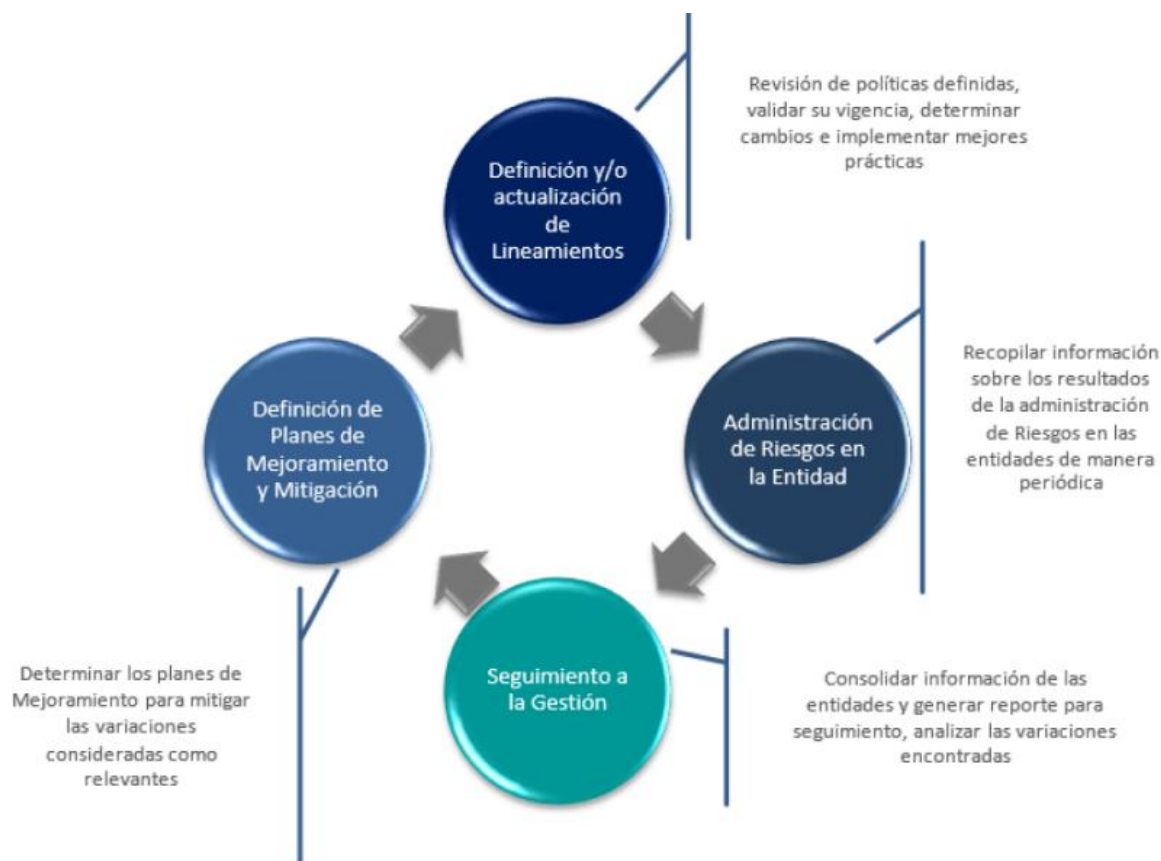 Revisión de políticas definidas,
validar su vigencia, determinar
cambios e implementar mejores
prácticas
Definición y/o
actualización
de
Lineamientos
Recopilar información
sobre los resultados
de la administración
de Riesgos en las
entidades de manera
periódica
Definición de
Planes de
Mejoramiento
y Mitigación
Administración
de Riesgos en
la Entidad
Determinar los planes de
Mejoramiento para mitigar
las variaciones
consideradas como
relevantes
Seguimiento a
la Gestión
Consolidar información de las
entidades y generar reporte para
seguimiento, analizar las variaciones
encontradas